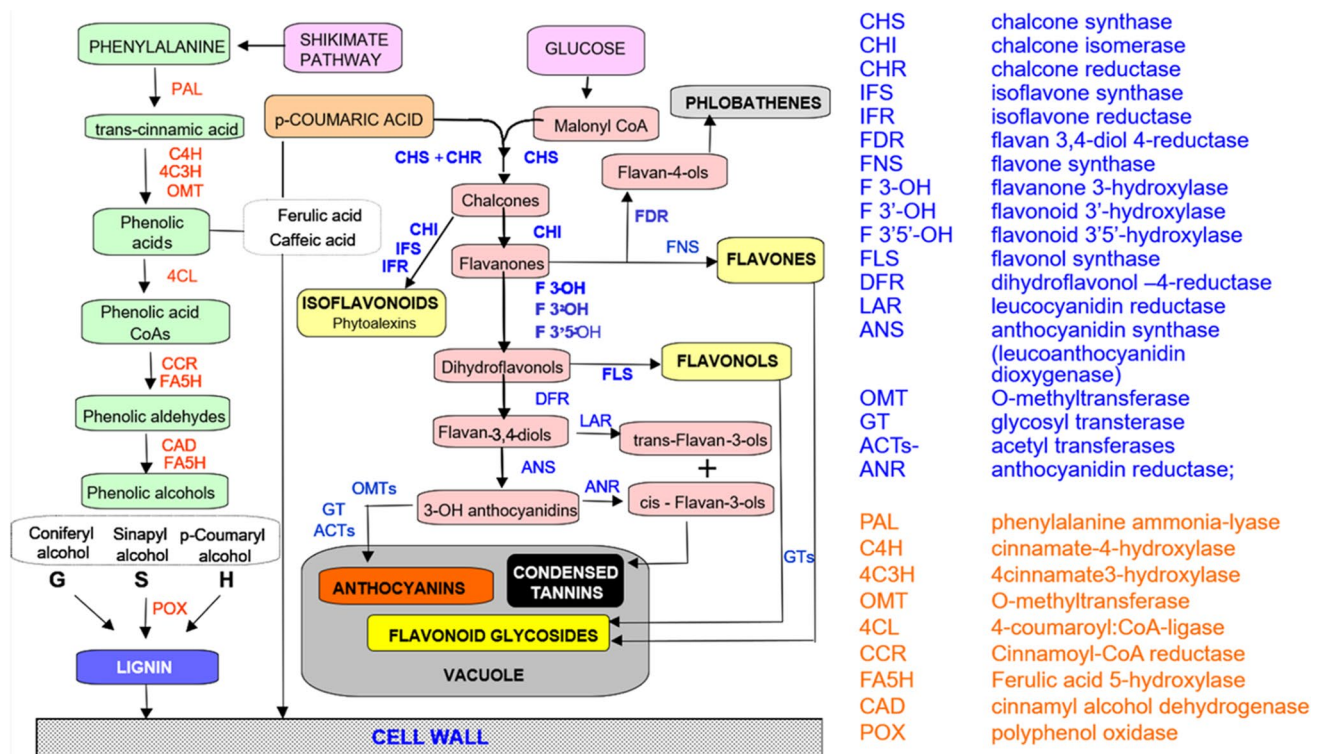 PHENYLALANINE
SHIKIMATE
PATHWAY
GLUCOSE
PAL
p-COUMARIC ACID
Malonyl CoA
PHLOBATHENES
trans-cinnamic acid
C4H
4C3H
OMT
CHS + CHR
CHS
Flavan-4-ols
Chalcones
Phenolic
acids
Ferulic acid
Caffeic acid
CHI
IFS
IFR
CHI
FDR
Flavanones
FNS
FLAVONES
4CL
F 3-OH
F 3'-OH
F 3'5'-OH
ISOFLAVONOIDS
Phytoalexins
Phenolic acid
CoAs
CCR
FA5H
Dihydroflavonols
FLS
FLAVONOLS
DFR
Phenolic aldehydes
Flavan-3,4-diols
LAR
trans-Flavan-3-ols
+
CAD
FA5H
ANS
Phenolic alcohols
OMTs
GT
ACTs
3-OH anthocyanidins
ANR
cis - Flavan-3-ols
Coniferyl
alcohol
Sinapyl
alcohol
p-Coumaryl
alcohol
G
S
H
GTs
ANTHOCYANINS
CONDENSED
TANNINS
POX
FLAVONOID GLYCOSIDES
LIGNIN
VACUOLE
CELL WALL
CHS chalcone synthase
CHI chalcone isomerase
CHR chalcone reductase
IFS isoflavone synthase
IFR isoflavone reductase
FDR flavan 3,4-diol 4-reductase
FNS flavone synthase
F 3-OH flavanone 3-hydroxylase
F 3'-OH flavonoid 3'-hydroxylase
F 3'5'-OH flavonoid 3'5'-hydroxylase
FLS flavonol synthase
DFR dihydroflavonol –4-reductase
LAR leucocyanidin reductase
ANS anthocyanidin synthase
(leucoanthocyanidin
dioxygenase)
OMT O-methyltransferase
GT glycosyl transterase
ACTs- acetyl transferases
ANR anthocyanidin reductase;
PAL phenylalanine ammonia-lyase
C4H cinnamate-4-hydroxylase
4C3H 4cinnamate3-hydroxylase
OMT O-methyltransferase
4CL 4-coumaroyl:CoA-ligase
CCR Cinnamoyl-CoA reductase
FA5H Ferulic acid 5-hydroxylase
CAD cinnamyl alcohol dehydrogenase
POX polyphenol oxidase